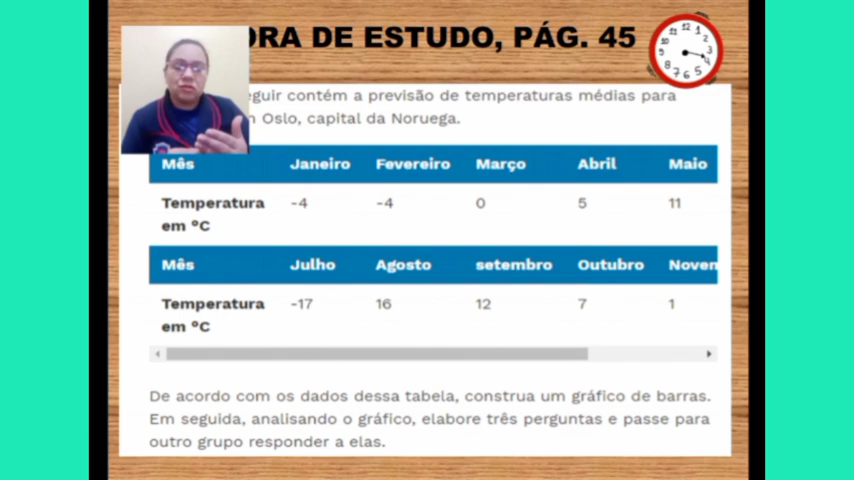 ORA DE ESTUDO, PÁG. 45
eguir contém a previsão de temperaturas médias para
Oslo, capital da Noruega.
Mês Janeiro Fevereiro Março Abril Maio
Temperatura -4 -4 0 5 11
em °C
Mês Julho Agosto setembro Outubro Noven
Temperatura -17 16 12 7 1
em °C
De acordo com os dados dessa tabela, construa um gráfico de barras.
Em seguida, analisando o gráfico, elabore três perguntas e passe para
outro grupo responder a elas.